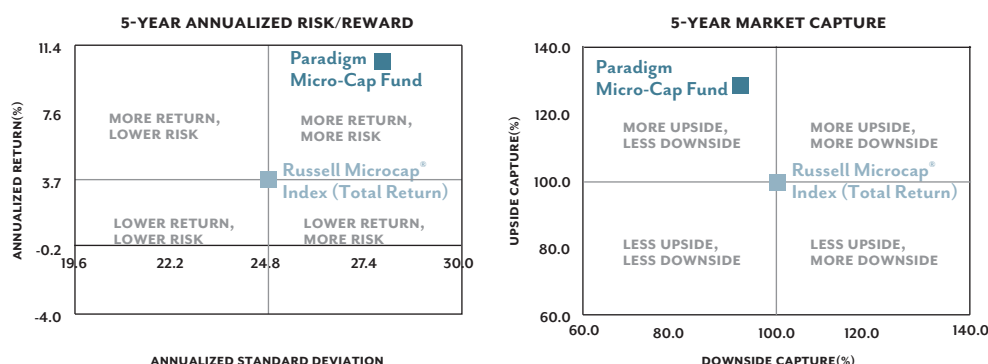 5-YEAR ANNUALIZED RISK/REWARD
11.4
7.6
3.7
-0.2
-4.0
ANNUALIZED RETURN(%)
Paradigm
Micro-Cap Fund
MORE RETURN,
LOWER RISK
MORE RETURN,
MORE RISK
Russell Microcap®
Index (Total Return)
LOWER RETURN,
LOWER RISK
LOWER RETURN,
MORE RISK
19.6
22.2
24.8
27.4
30.0
ANNUALIZED STANDARD DEVIATION
5-YEAR MARKET CAPTURE
140.0
120.0
100.0
80.0
60.0
UPSIDE CAPTURE(%)
Paradigm
Micro-Cap Fund
MORE UPSIDE,
LESS DOWNSIDE
MORE UPSIDE,
MORE DOWNSIDE
Russell Microcap®
Index (Total Return)
LESS UPSIDE,
LESS DOWNSIDE
LESS UPSIDE,
MORE DOWNSIDE
60.0
80.0
100.0
120.0
140.0
DOWNSIDE CAPTURE(%)